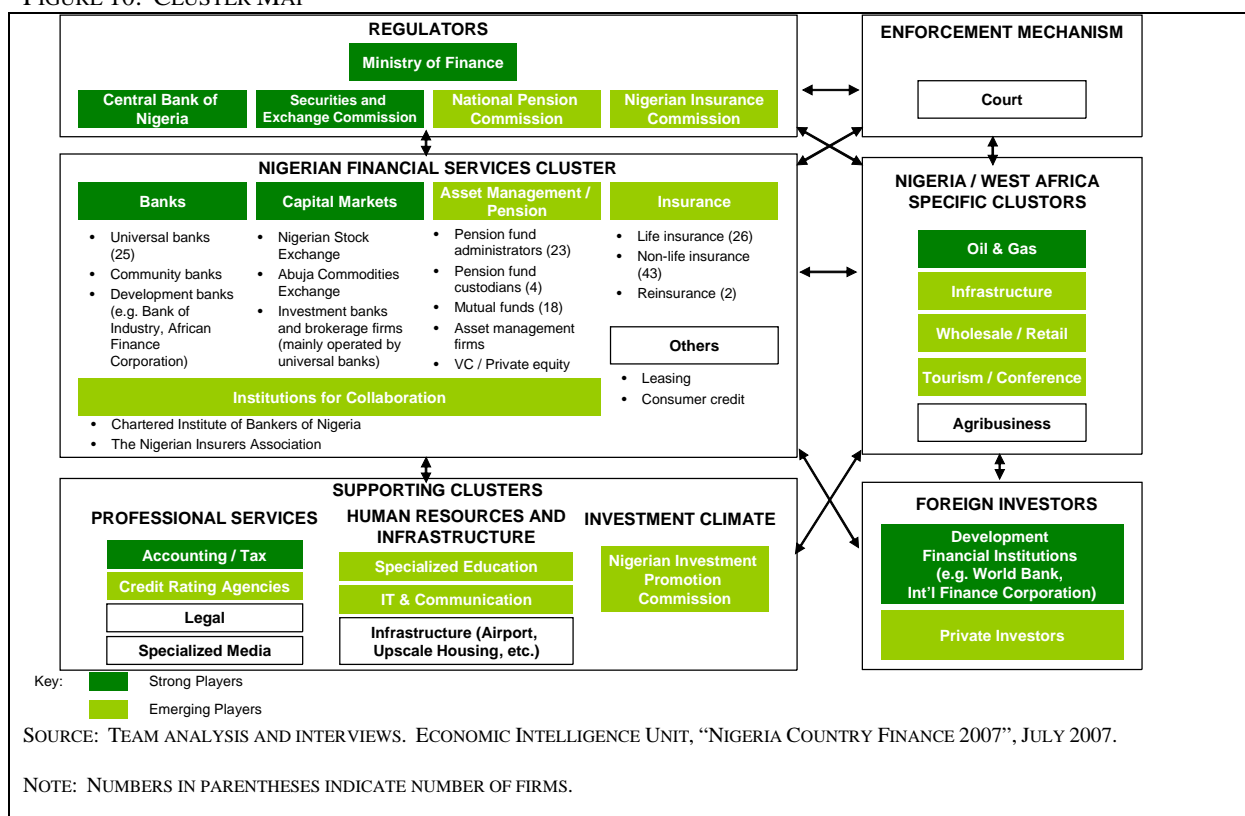 FIGURE 10: CLUSTER MAP
REGULATORS
Ministry of Finance
Central Bank of
Nigeria
Securities and
Exchange Commission
National Pension
Commission
Nigerian Insurance
Commission
ENFORCEMENT MECHANISM
Court
NIGERIAN FINANCIAL SERVICES CLUSTER
Banks
• Universal banks
(25)
• Community banks
• Development banks
(e.g. Bank of
Industry, African
Finance
Corporation)
Capital Markets
• Nigerian Stock
Exchange
• Abuja Commodities
Exchange
• Investment banks
and brokerage firms
(mainly operated by
universal banks)
Asset Management /
Pension
• Pension fund
administrators (23)
• Pension fund
custodians (4)
• Mutual funds (18)
• Asset management
firms
• VC / Private equity
Insurance
• Life insurance (26)
• Non-life insurance
(43)
• Reinsurance (2)
Others
• Leasing
• Consumer credit
Institutions for Collaboration
• Chartered Institute of Bankers of Nigeria
• The Nigerian Insurers Association
NIGERIA / WEST AFRICA
SPECIFIC CLUSTORS
Oil & Gas
Infrastructure
Wholesale / Retail
Tourism / Conference
Agribusiness
SUPPORTING CLUSTERS
PROFESSIONAL SERVICES
Accounting / Tax
Credit Rating Agencies
Legal
Specialized Media
HUMAN RESOURCES AND
INFRASTRUCTURE
Specialized Education
IT & Communication
Infrastructure (Airport,
Upscale Housing, etc.)
INVESTMENT CLIMATE
Nigerian Investment
Promotion
Commission
FOREIGN INVESTORS
Development
Financial Institutions
(e.g. World Bank,
Int'l Finance Corporation)
Private Investors
Key:
Strong Players
Emerging Players
SOURCE: TEAM ANALYSIS AND INTERVIEWS. ECONOMIC INTELLIGENCE UNIT, “NIGERIA COUNTRY FINANCE 2007”, JULY 2007.
NOTE: NUMBERS IN PARENTHESES INDICATE NUMBER OF FIRMS.